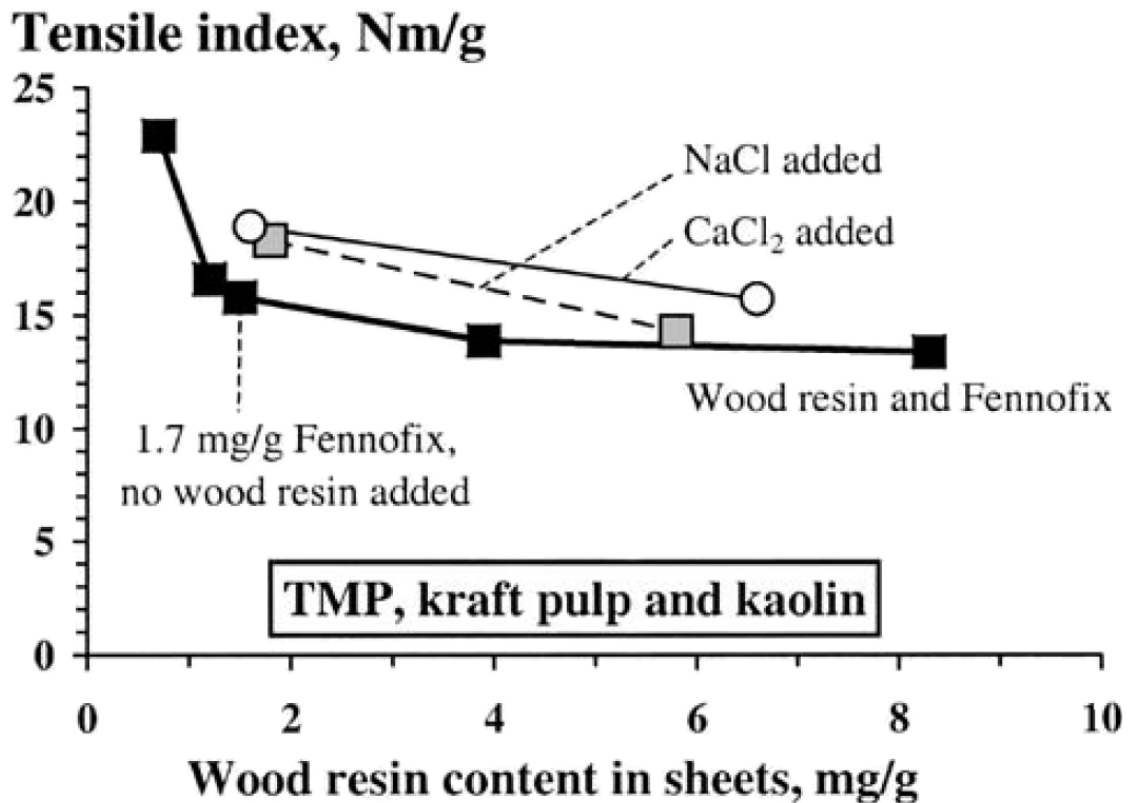 Tensile index, Nm/g
25
20
15
10
5
0
NaCl added
CaCl₂ added
Wood resin and Fennofix
1.7 mg/g Fennofix,
no wood resin added
TMP, kraft pulp and kaolin
0 2 4 6 8 10
Wood resin content in sheets, mg/g